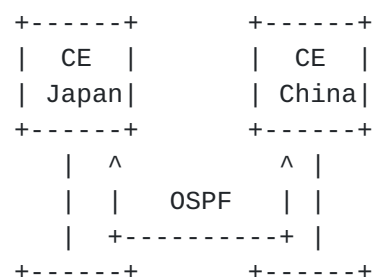 +------+ +------+
| CE | | CE |
| Japan| | China|
+------+ +------+
| ^ ^ |
| | OSPF | |
| +----------+ |
+------+ +------+